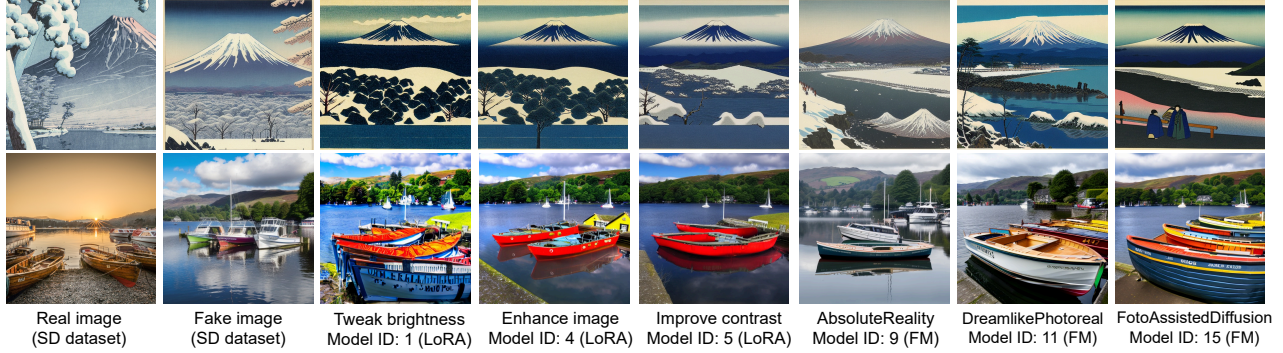 Real image
(SD dataset)
Fake image
(SD dataset)
Tweak brightness
Model ID: 1 (LoRA)
Enhance image
Model ID: 4 (LoRA)
Improve contrast
Model ID: 5 (LoRA)
AbsoluteReality
Model ID: 9 (FM)
DreamlikePhotoreal
Model ID: 11 (FM)
FotoAssistedDiffusion
Model ID: 15 (FM)